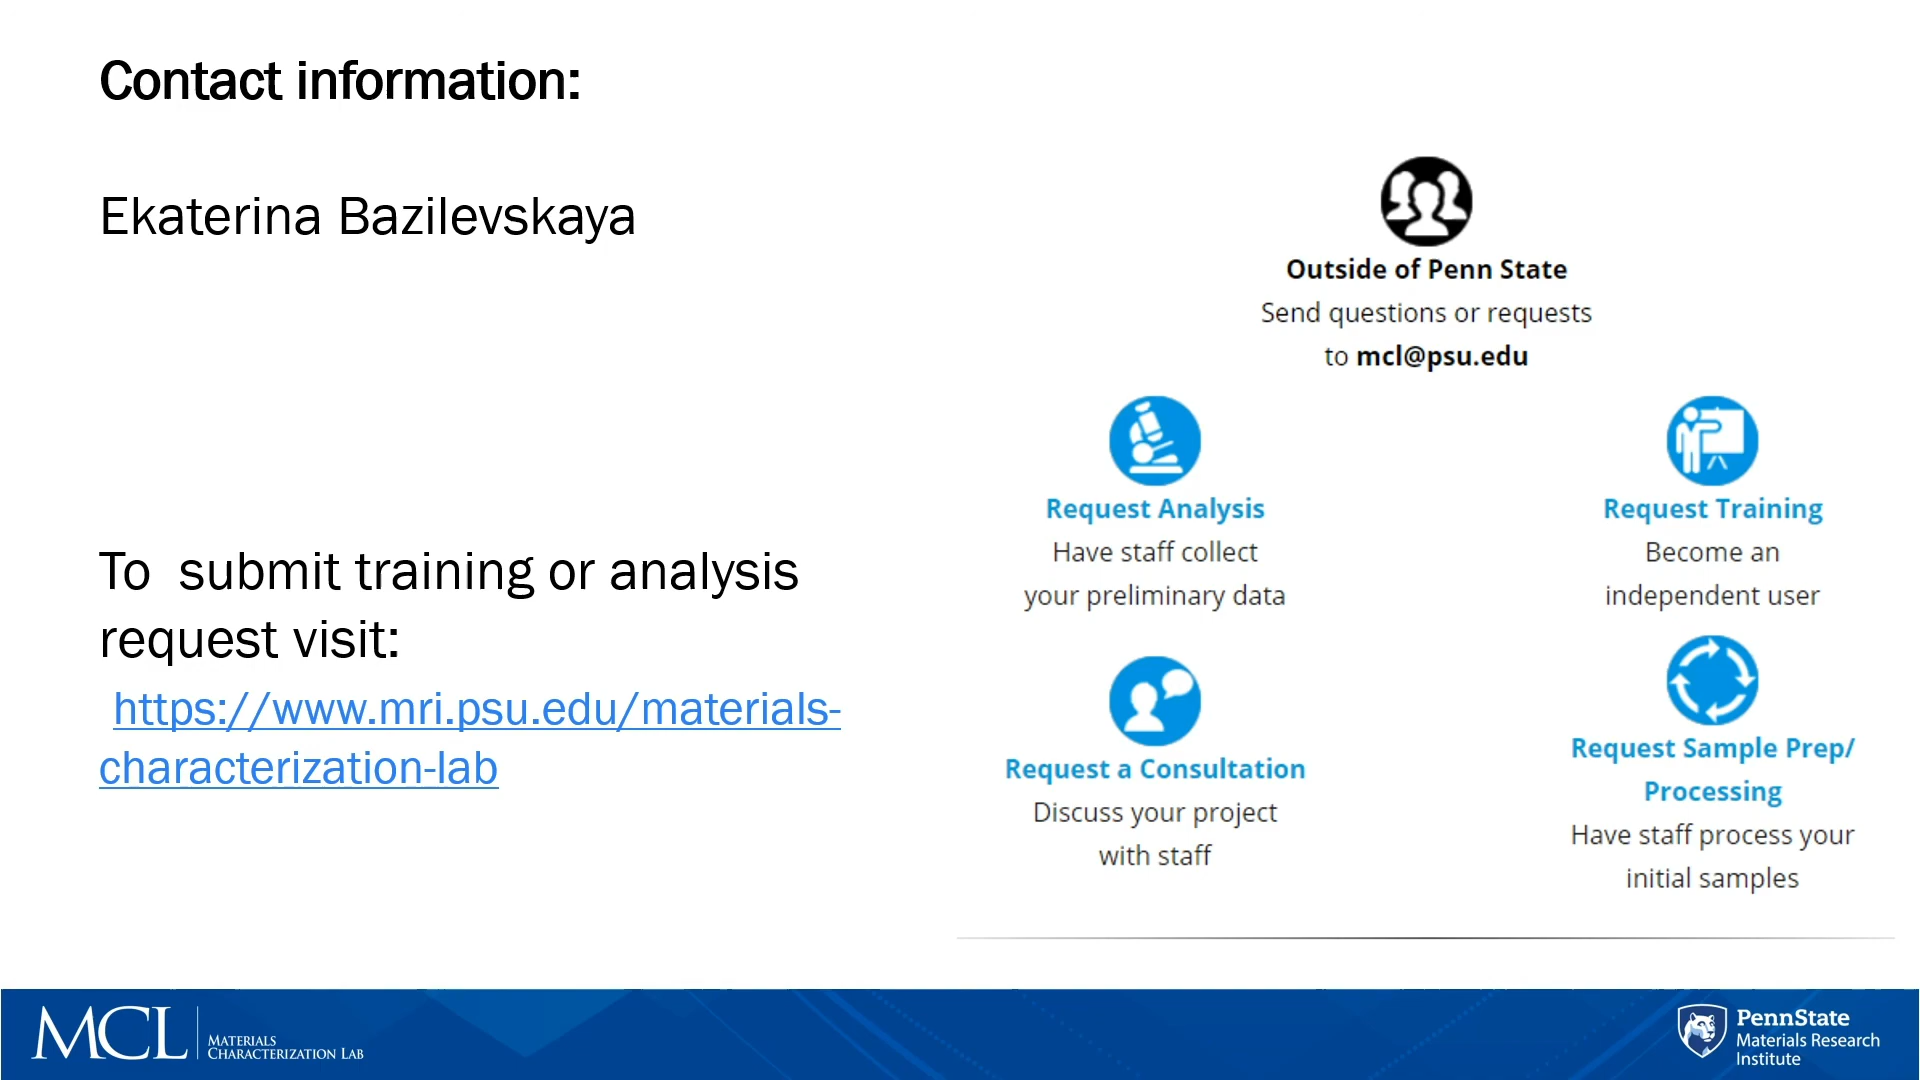 Contact information:
Ekaterina Bazilevskaya
To  submit training or analysis
request visit:
https://www.mri.psu.edu/materials-
characterization-lab
Outside of Penn State
Send questions or requests
to mcl@psu.edu
Request Analysis
Have staff collect
your preliminary data
Request Training
Become an
independent user
Request a Consultation
Discuss your project
with staff
Request Sample Prep/
Processing
Have staff process your
initial samples
MCL
MATERIALS
CHARACTERIZATION LAB
PennState
Materials Research
Institute